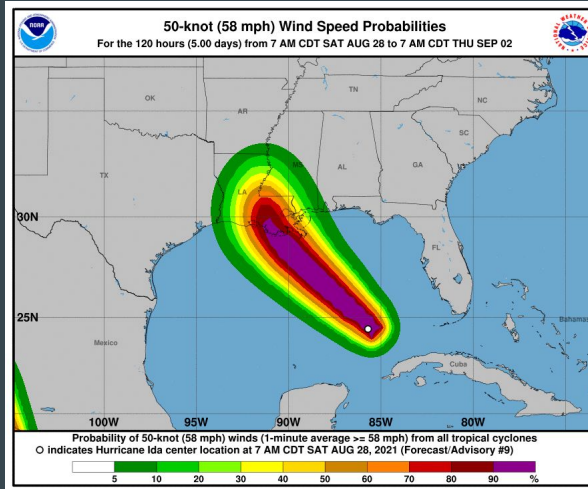 NOAA
50-knot (58 mph) Wind Speed Probabilities
For the 120 hours (5.00 days) from 7 AM CDT SAT AUG 28 to 7 AM CDT THU SEP 02
TN
OK
NC
AR
SC
MS
AL
GA
TX
LA
30N
FL
25N
Bahamas
Mexico
Cuba
100W 95W 90W 85W 80W
Probability of 50-knot (58 mph) winds (1-minute average >= 58 mph) from all tropical cyclones
O indicates Hurricane Ida center location at 7 AM CDT SAT AUG 28, 2021 (Forecast/Advisory #9)
5 10 20 30 40 50 60 70 80 90 %